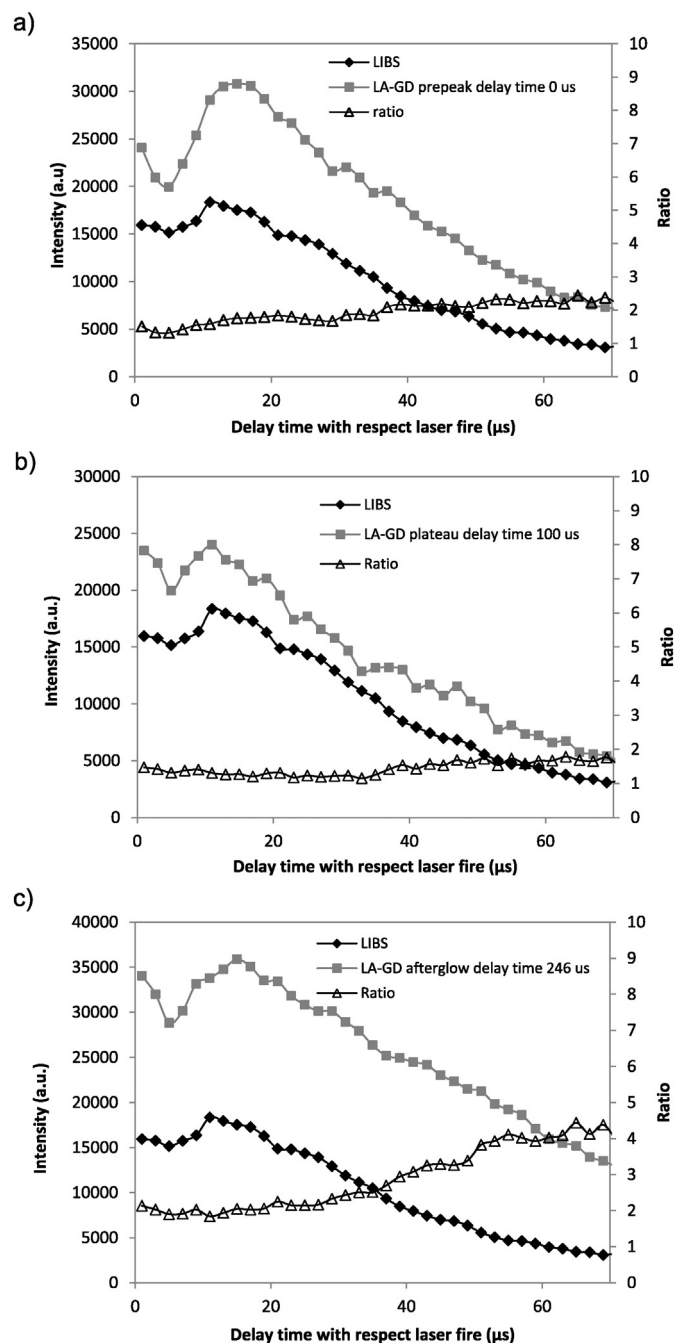 a)
35000
30000
25000
20000
15000
10000
5000
0
Intensity (a.u)
LIBS
LA-GD prepeak delay time 0 us
ratio
10
9
8
7
6
5
4
3
2
1
0
Ratio
0 20 40 60
Delay time with respect laser fire (µs)
b)
30000
25000
20000
15000
10000
5000
0
Intensity (a.u.)
LIBS
LA-GD plateau delay time 100 us
Ratio
10
9
8
7
6
5
4
3
2
1
0
Ratio
0 20 40 60
Delay time with respect laser fire (µs)
c)
40000
35000
30000
25000
20000
15000
10000
5000
0
Intensity (a.u.)
LIBS
LA-GD afterglow delay time 246 us
Ratio
10
9
8
7
6
5
4
3
2
1
0
Ratio
0 20 40 60
Delay time with respect laser fire (µs)